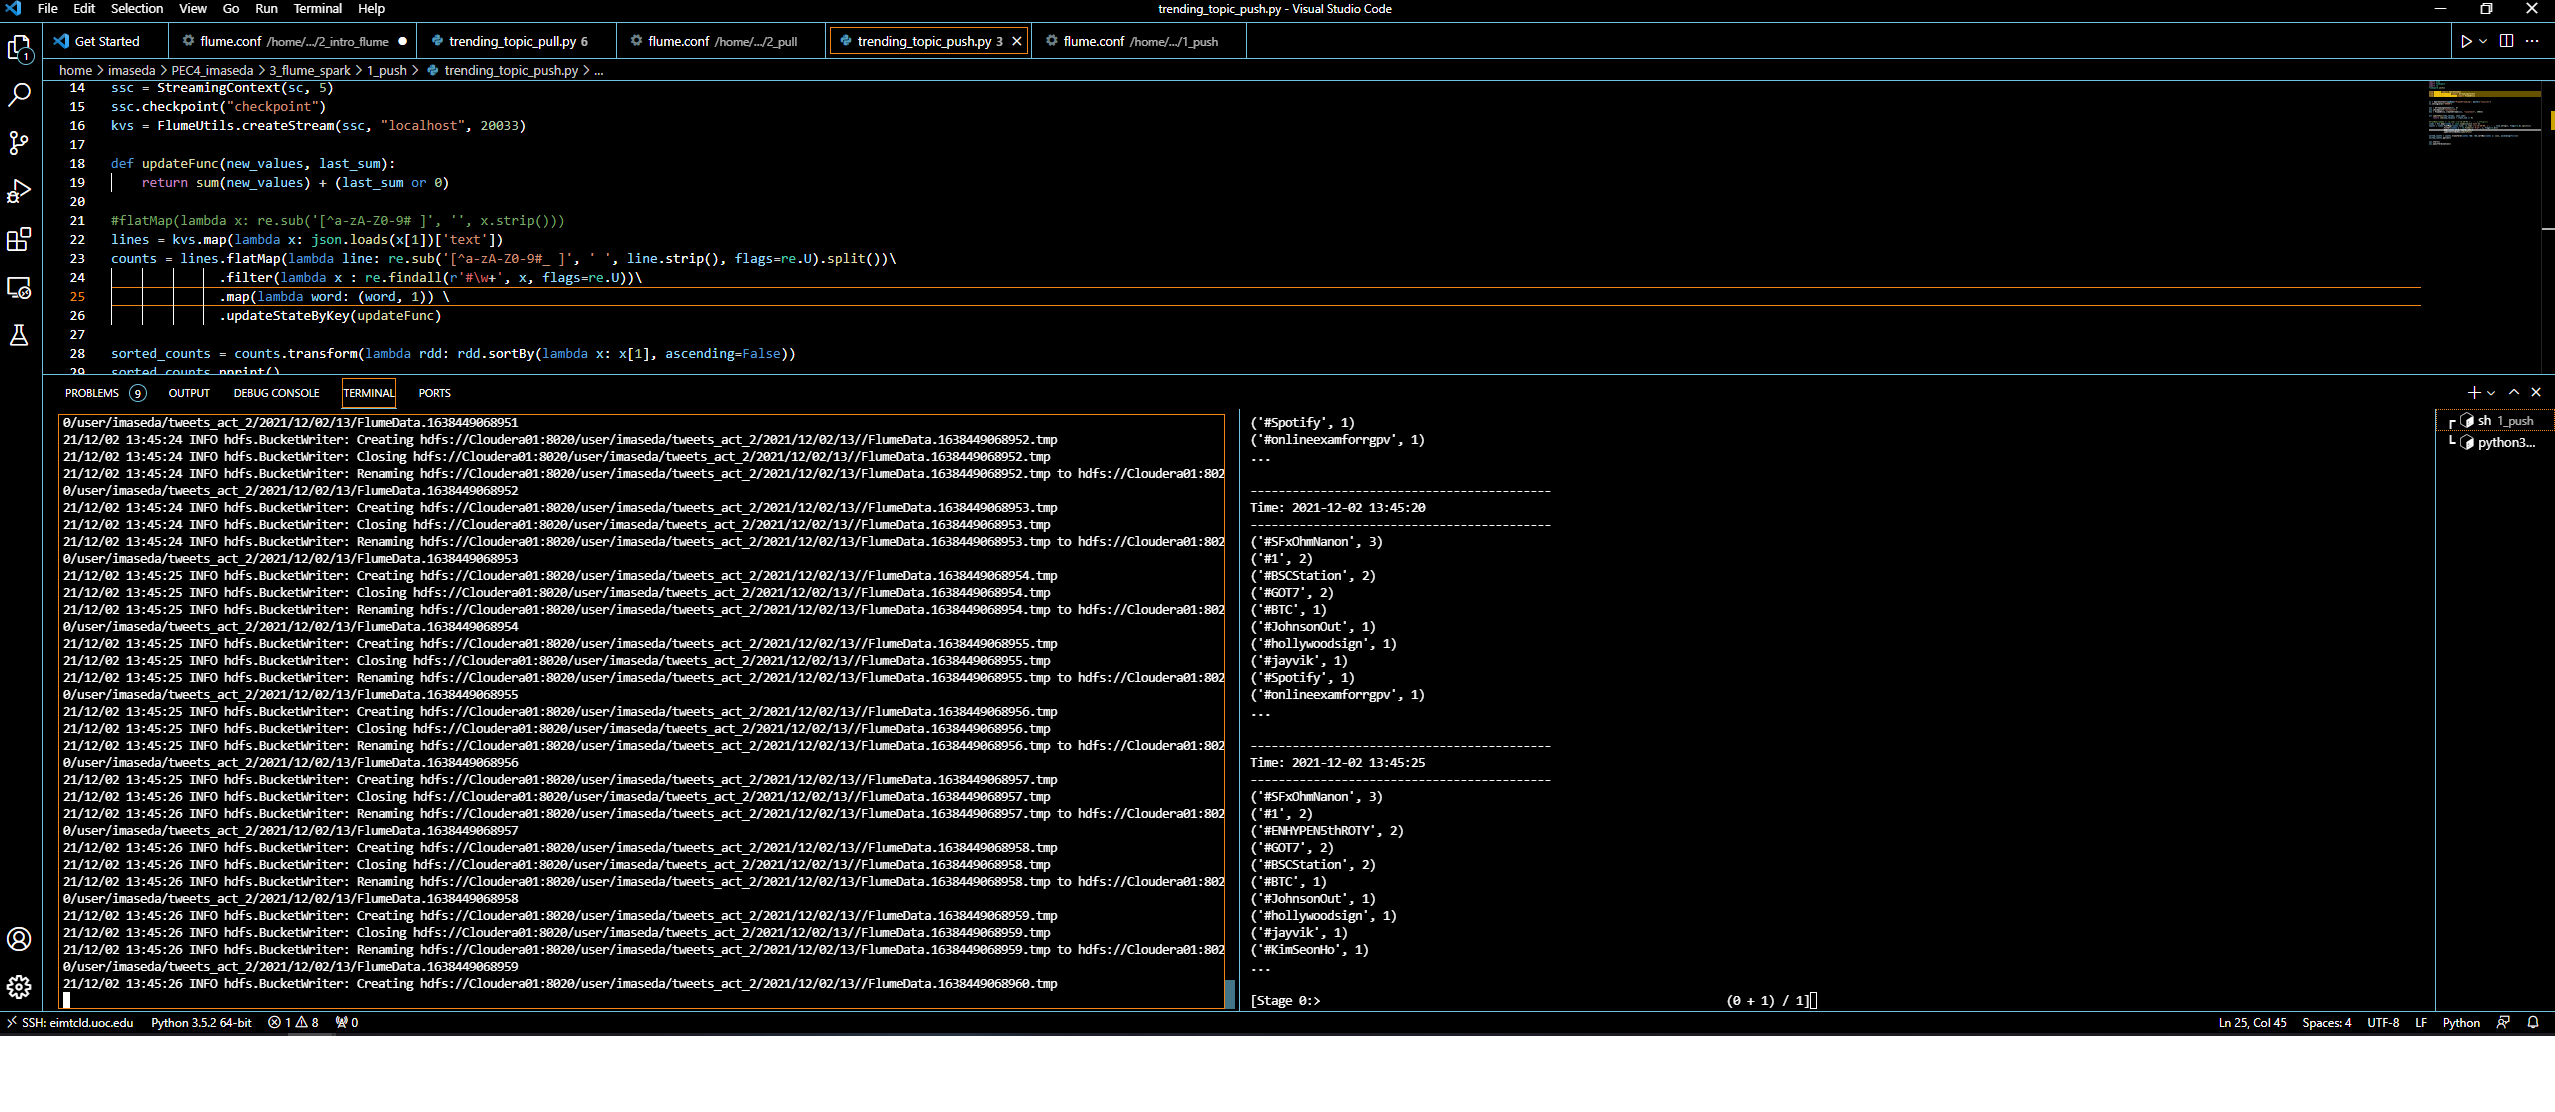 File Edit Selection View Go Run Terminal Help
trending_topic_push.py - Visual Studio Code
Get Started
flume.conf /home/.../2_intro_flume
trending_topic_pull.py 6
flume.conf /home/.../2_pull
trending_topic_push.py 3
flume.conf /home/.../1_push
home > imaseda > PEC4_imaseda > 3_flume_spark > 1_push > trending_topic_push.py > ...
1
14 ssc = StreamingContext(sc, 5)
15 ssc.checkpoint("checkpoint")
16 kvs = FlumeUtils.createStream(ssc, "localhost", 20033)
17
18 def updateFunc(new_values, last_sum):
19 return sum(new_values) + (last_sum or 0)
20
21 #flatMap(lambda x: re.sub('[^a-zA-Z0-9# ]', '', x.strip()))
22 lines = kvs.map(lambda x: json.loads(x[1])['text'])
23 counts = lines.flatMap(lambda line: re.sub('[^a-zA-Z0-9#_ ]', ' ', line.strip(), flags=re.U).split())\
24 .filter(lambda x : re.findall(r'#\w+', x, flags=re.U))\
25 .map(lambda word: (word, 1)) \
26 .updateStateByKey(updateFunc)
27
28 sorted_counts = counts.transform(lambda rdd: rdd.sortBy(lambda x: x[1], ascending=False))
29 sorted_counts.pprint()
PROBLEMS 9 OUTPUT DEBUG CONSOLE TERMINAL PORTS
0/user/imaseda/tweets_act_2/2021/12/02/13/FlumeData.1638449068951
21/12/02 13:45:24 INFO hdfs.BucketWriter: Creating hdfs://Cloudera01:8020/user/imaseda/tweets_act_2/2021/12/02/13//FlumeData.1638449068952.tmp
21/12/02 13:45:24 INFO hdfs.BucketWriter: Closing hdfs://Cloudera01:8020/user/imaseda/tweets_act_2/2021/12/02/13//FlumeData.1638449068952.tmp
21/12/02 13:45:24 INFO hdfs.BucketWriter: Renaming hdfs://Cloudera01:8020/user/imaseda/tweets_act_2/2021/12/02/13/FlumeData.1638449068952.tmp to hdfs://Cloudera01:802
0/user/imaseda/tweets_act_2/2021/12/02/13/FlumeData.1638449068952
21/12/02 13:45:24 INFO hdfs.BucketWriter: Creating hdfs://Cloudera01:8020/user/imaseda/tweets_act_2/2021/12/02/13//FlumeData.1638449068953.tmp
21/12/02 13:45:24 INFO hdfs.BucketWriter: Closing hdfs://Cloudera01:8020/user/imaseda/tweets_act_2/2021/12/02/13//FlumeData.1638449068953.tmp
21/12/02 13:45:24 INFO hdfs.BucketWriter: Renaming hdfs://Cloudera01:8020/user/imaseda/tweets_act_2/2021/12/02/13/FlumeData.1638449068953.tmp to hdfs://Cloudera01:802
0/user/imaseda/tweets_act_2/2021/12/02/13/FlumeData.1638449068953
21/12/02 13:45:25 INFO hdfs.BucketWriter: Creating hdfs://Cloudera01:8020/user/imaseda/tweets_act_2/2021/12/02/13//FlumeData.1638449068954.tmp
21/12/02 13:45:25 INFO hdfs.BucketWriter: Closing hdfs://Cloudera01:8020/user/imaseda/tweets_act_2/2021/12/02/13//FlumeData.1638449068954.tmp
21/12/02 13:45:25 INFO hdfs.BucketWriter: Renaming hdfs://Cloudera01:8020/user/imaseda/tweets_act_2/2021/12/02/13/FlumeData.1638449068954.tmp to hdfs://Cloudera01:802
0/user/imaseda/tweets_act_2/2021/12/02/13/FlumeData.1638449068954
21/12/02 13:45:25 INFO hdfs.BucketWriter: Creating hdfs://Cloudera01:8020/user/imaseda/tweets_act_2/2021/12/02/13//FlumeData.1638449068955.tmp
21/12/02 13:45:25 INFO hdfs.BucketWriter: Closing hdfs://Cloudera01:8020/user/imaseda/tweets_act_2/2021/12/02/13//FlumeData.1638449068955.tmp
21/12/02 13:45:25 INFO hdfs.BucketWriter: Renaming hdfs://Cloudera01:8020/user/imaseda/tweets_act_2/2021/12/02/13/FlumeData.1638449068955.tmp to hdfs://Cloudera01:802
0/user/imaseda/tweets_act_2/2021/12/02/13/FlumeData.1638449068955
21/12/02 13:45:25 INFO hdfs.BucketWriter: Creating hdfs://Cloudera01:8020/user/imaseda/tweets_act_2/2021/12/02/13//FlumeData.1638449068956.tmp
21/12/02 13:45:25 INFO hdfs.BucketWriter: Closing hdfs://Cloudera01:8020/user/imaseda/tweets_act_2/2021/12/02/13//FlumeData.1638449068956.tmp
21/12/02 13:45:25 INFO hdfs.BucketWriter: Renaming hdfs://Cloudera01:8020/user/imaseda/tweets_act_2/2021/12/02/13/FlumeData.1638449068956.tmp to hdfs://Cloudera01:802
0/user/imaseda/tweets_act_2/2021/12/02/13/FlumeData.1638449068956
21/12/02 13:45:25 INFO hdfs.BucketWriter: Creating hdfs://Cloudera01:8020/user/imaseda/tweets_act_2/2021/12/02/13//FlumeData.1638449068957.tmp
21/12/02 13:45:26 INFO hdfs.BucketWriter: Closing hdfs://Cloudera01:8020/user/imaseda/tweets_act_2/2021/12/02/13//FlumeData.1638449068957.tmp
21/12/02 13:45:26 INFO hdfs.BucketWriter: Renaming hdfs://Cloudera01:8020/user/imaseda/tweets_act_2/2021/12/02/13/FlumeData.1638449068957.tmp to hdfs://Cloudera01:802
0/user/imaseda/tweets_act_2/2021/12/02/13/FlumeData.1638449068957
21/12/02 13:45:26 INFO hdfs.BucketWriter: Creating hdfs://Cloudera01:8020/user/imaseda/tweets_act_2/2021/12/02/13//FlumeData.1638449068958.tmp
21/12/02 13:45:26 INFO hdfs.BucketWriter: Closing hdfs://Cloudera01:8020/user/imaseda/tweets_act_2/2021/12/02/13//FlumeData.1638449068958.tmp
21/12/02 13:45:26 INFO hdfs.BucketWriter: Renaming hdfs://Cloudera01:8020/user/imaseda/tweets_act_2/2021/12/02/13/FlumeData.1638449068958.tmp to hdfs://Cloudera01:802
0/user/imaseda/tweets_act_2/2021/12/02/13/FlumeData.1638449068958
21/12/02 13:45:26 INFO hdfs.BucketWriter: Creating hdfs://Cloudera01:8020/user/imaseda/tweets_act_2/2021/12/02/13//FlumeData.1638449068959.tmp
21/12/02 13:45:26 INFO hdfs.BucketWriter: Closing hdfs://Cloudera01:8020/user/imaseda/tweets_act_2/2021/12/02/13//FlumeData.1638449068959.tmp
21/12/02 13:45:26 INFO hdfs.BucketWriter: Renaming hdfs://Cloudera01:8020/user/imaseda/tweets_act_2/2021/12/02/13/FlumeData.1638449068959.tmp to hdfs://Cloudera01:802
0/user/imaseda/tweets_act_2/2021/12/02/13/FlumeData.1638449068959
21/12/02 13:45:26 INFO hdfs.BucketWriter: Creating hdfs://Cloudera01:8020/user/imaseda/tweets_act_2/2021/12/02/13//FlumeData.1638449068960.tmp
('#Spotify', 1)
('#onlineexamforrgpv', 1)
...
-------------------------------------------
Time: 2021-12-02 13:45:20
-------------------------------------------
('#SFxOhmNanon', 3)
('#1', 2)
('#BSCStation', 2)
('#GOT7', 2)
('#BTC', 1)
('#JohnsonOut', 1)
('#hollywoodsign', 1)
('#jayvik', 1)
('#Spotify', 1)
('#onlineexamforrgpv', 1)
...
-------------------------------------------
Time: 2021-12-02 13:45:25
-------------------------------------------
('#SFxOhmNanon', 3)
('#1', 2)
('#ENHYPEN5thROTY', 2)
('#GOT7', 2)
('#BSCStation', 2)
('#BTC', 1)
('#JohnsonOut', 1)
('#hollywoodsign', 1)
('#jayvik', 1)
('#KimSeonHo', 1)
...
[Stage 0:> (0 + 1) / 1]
sh 1_push
python3...
SSH: eimtcld.uoc.edu Python 3.5.2 64-bit 1 8 0
Ln 25, Col 45 Spaces: 4 UTF-8 LF Python